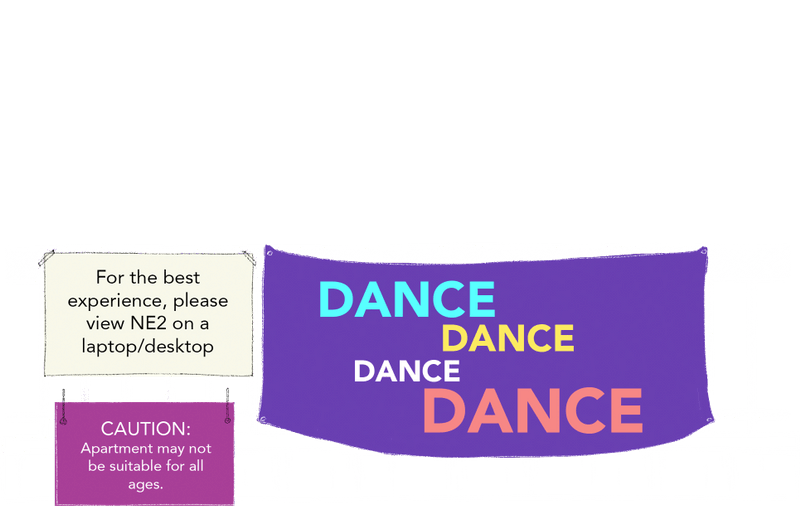 For the best
experience, please
view NE2 on a
laptop/desktop
CAUTION:
Apartment may not
be suitable for all
ages.
DANCE
DANCE
DANCE
DANCE